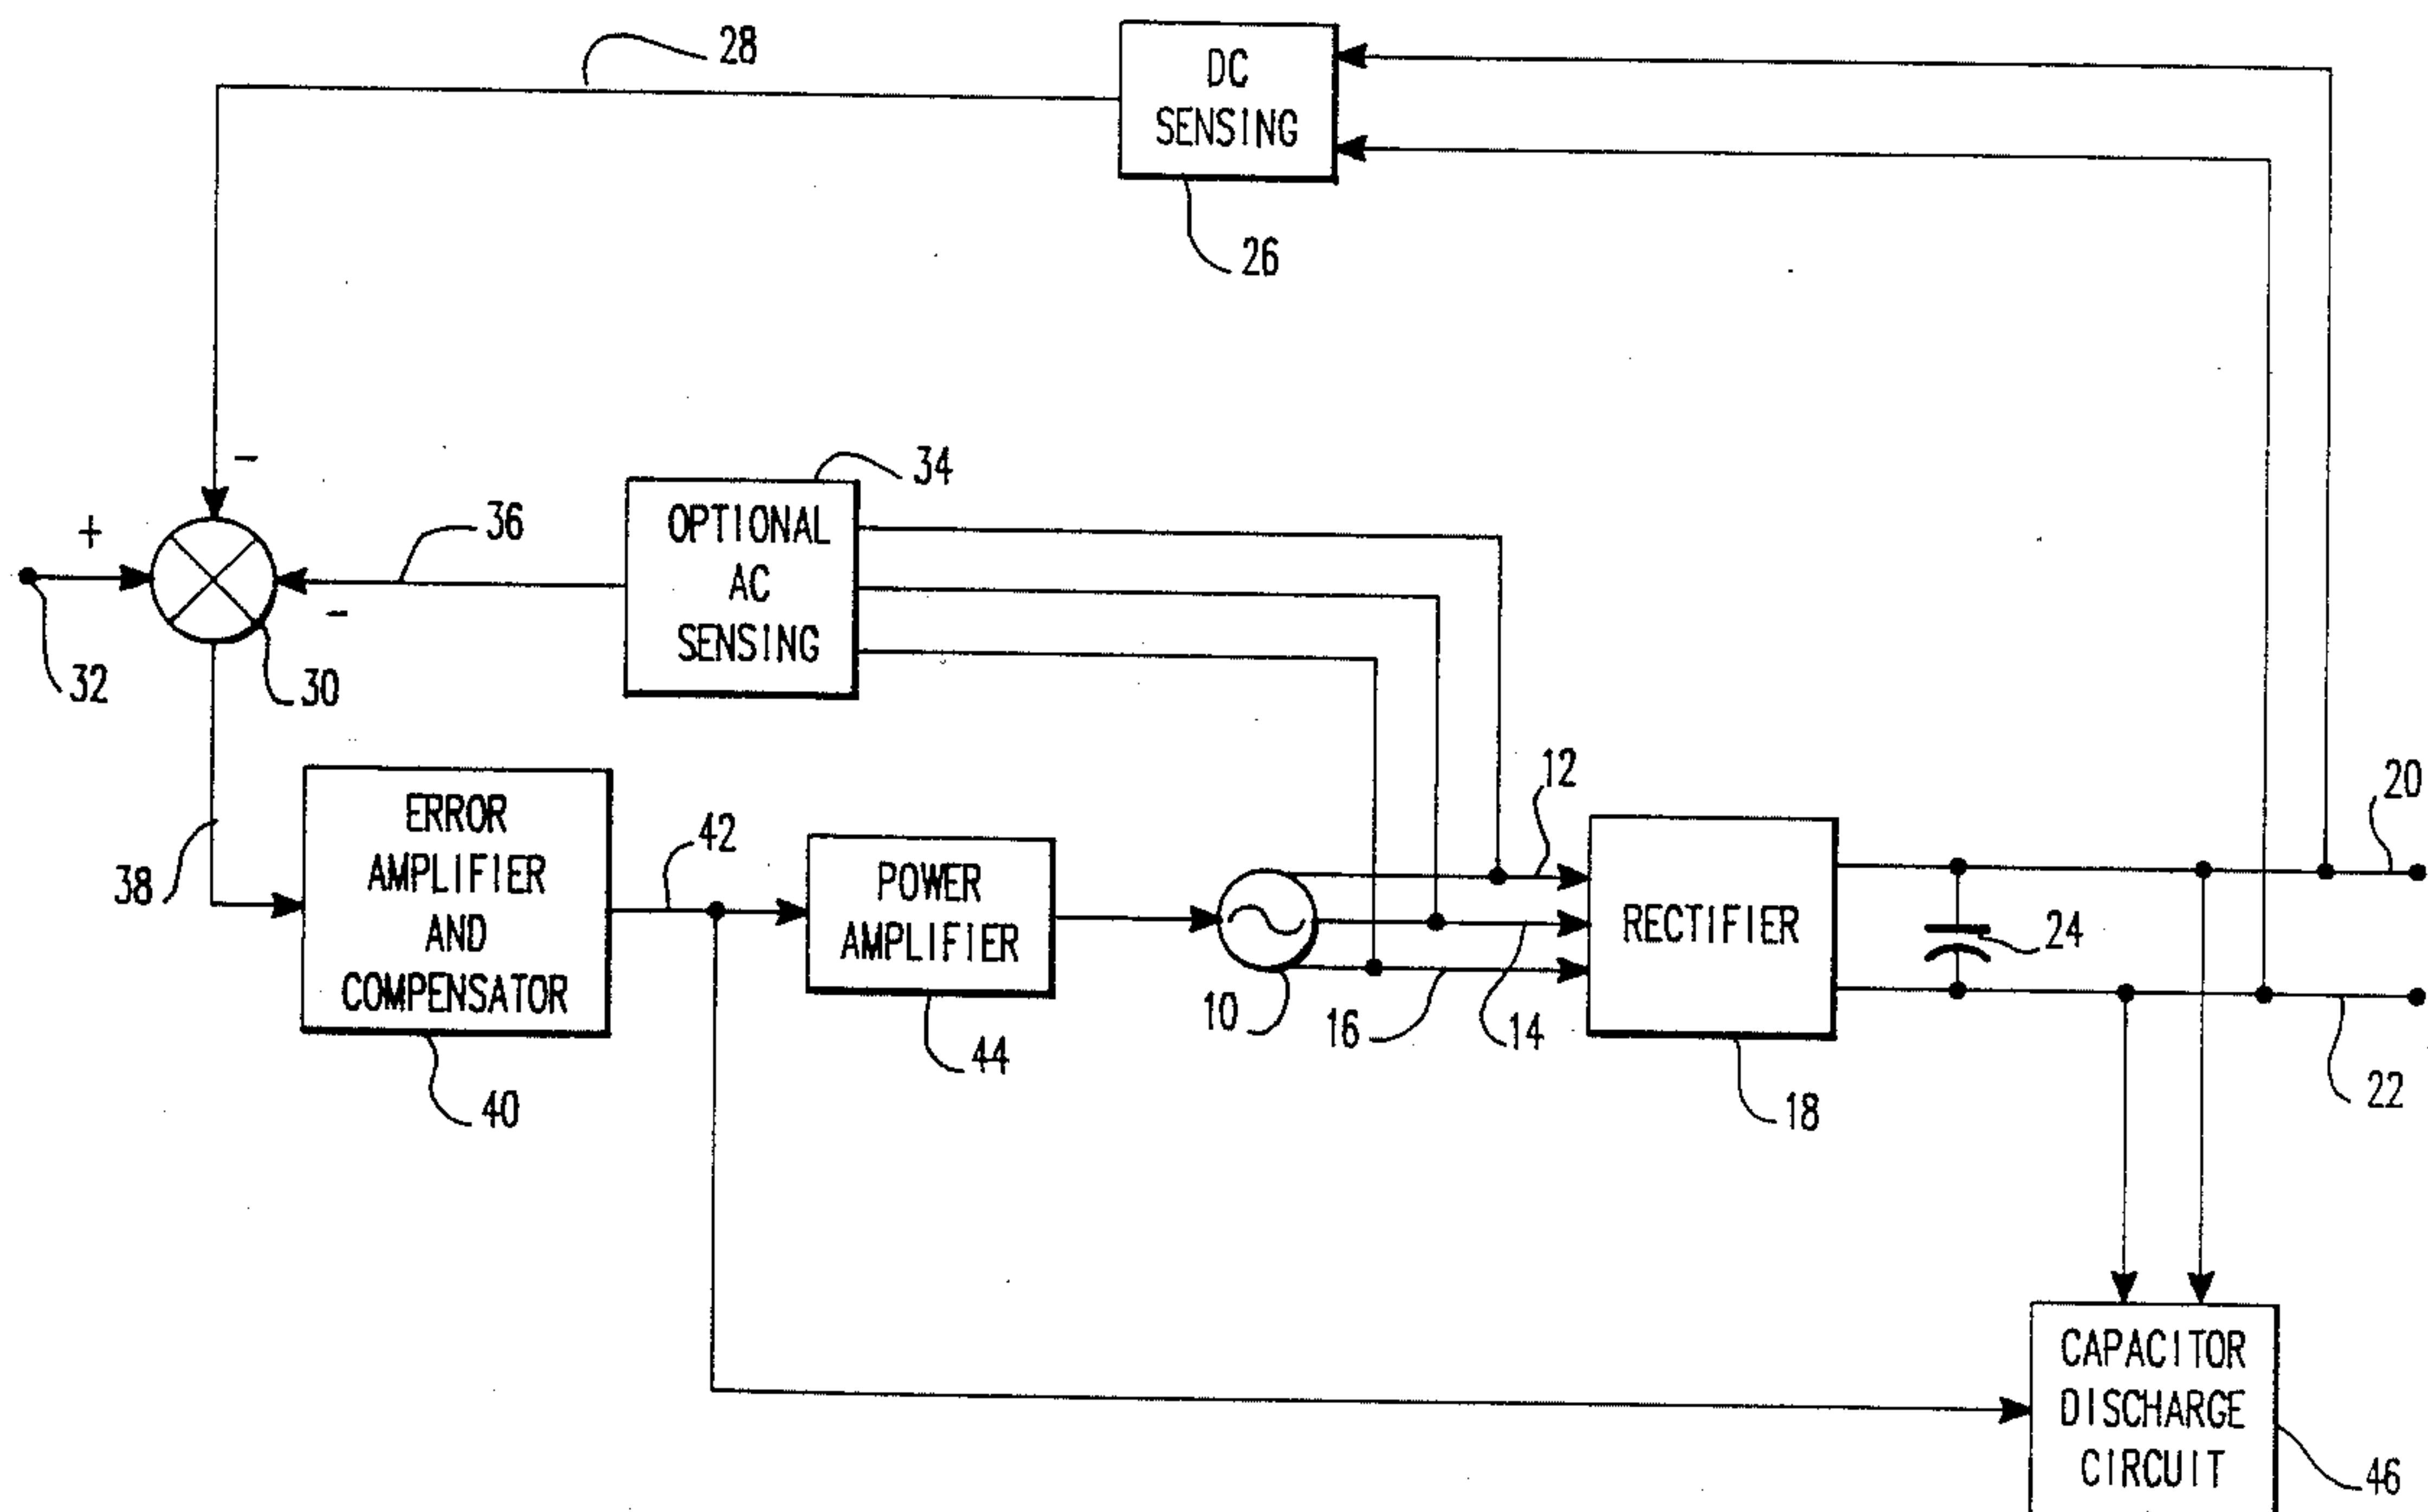 28
DC
SENSING
26
34
OPTIONAL
AC
SENSING
36
+
-
-
32
30
12
20
ERROR
AMPLIFIER
AND
COMPENSATOR
38
42
POWER
AMPLIFIER
RECTIFIER
24
10
16
14
44
40
18
22
CAPACITOR
DISCHARGE
CIRCUIT
46